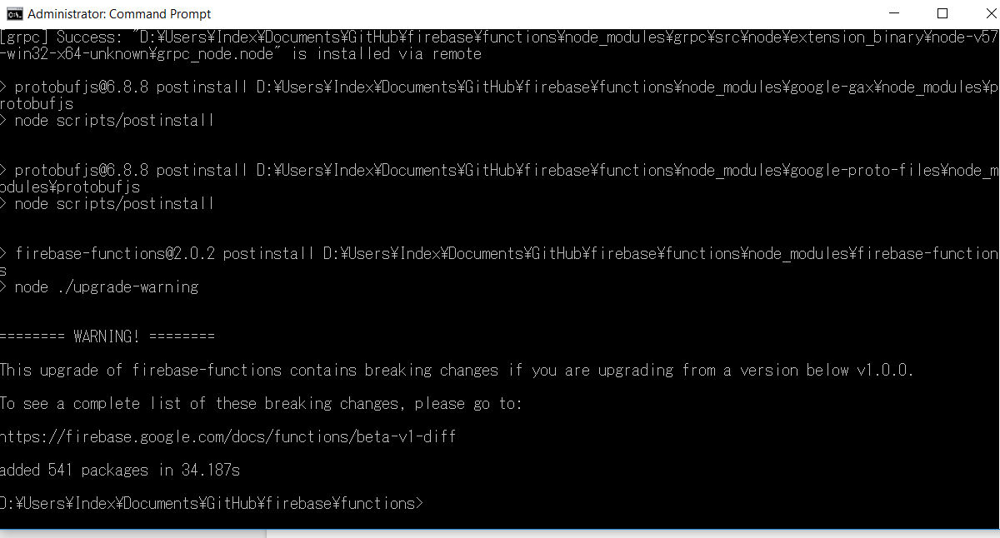 Administrator: Command Prompt
[grpc] Success: "D:¥Users¥Index¥Documents¥GitHub¥firebase¥functions¥node_modules¥grpc¥src¥node¥extension_binary¥node-v57
-win32-x64-unknown¥grpc_node.node" is installed via remote
> protobufjs@6.8.8 postinstall D:¥Users¥Index¥Documents¥GitHub¥firebase¥functions¥node_modules¥google-gax¥node_modules¥p
rotobufjs
> node scripts/postinstall
> protobufjs@6.8.8 postinstall D:¥Users¥Index¥Documents¥GitHub¥firebase¥functions¥node_modules¥google-proto-files¥node_m
odules¥protobufjs
> node scripts/postinstall
> firebase-functions@2.0.2 postinstall D:¥Users¥Index¥Documents¥GitHub¥firebase¥functions¥node_modules¥firebase-function
s
> node ./upgrade-warning
======== WARNING! ========
This upgrade of firebase-functions contains breaking changes if you are upgrading from a version below v1.0.0.
To see a complete list of these breaking changes, please go to:
https://firebase.google.com/docs/functions/beta-v1-diff
added 541 packages in 34.187s
D:¥Users¥Index¥Documents¥GitHub¥firebase¥functions>